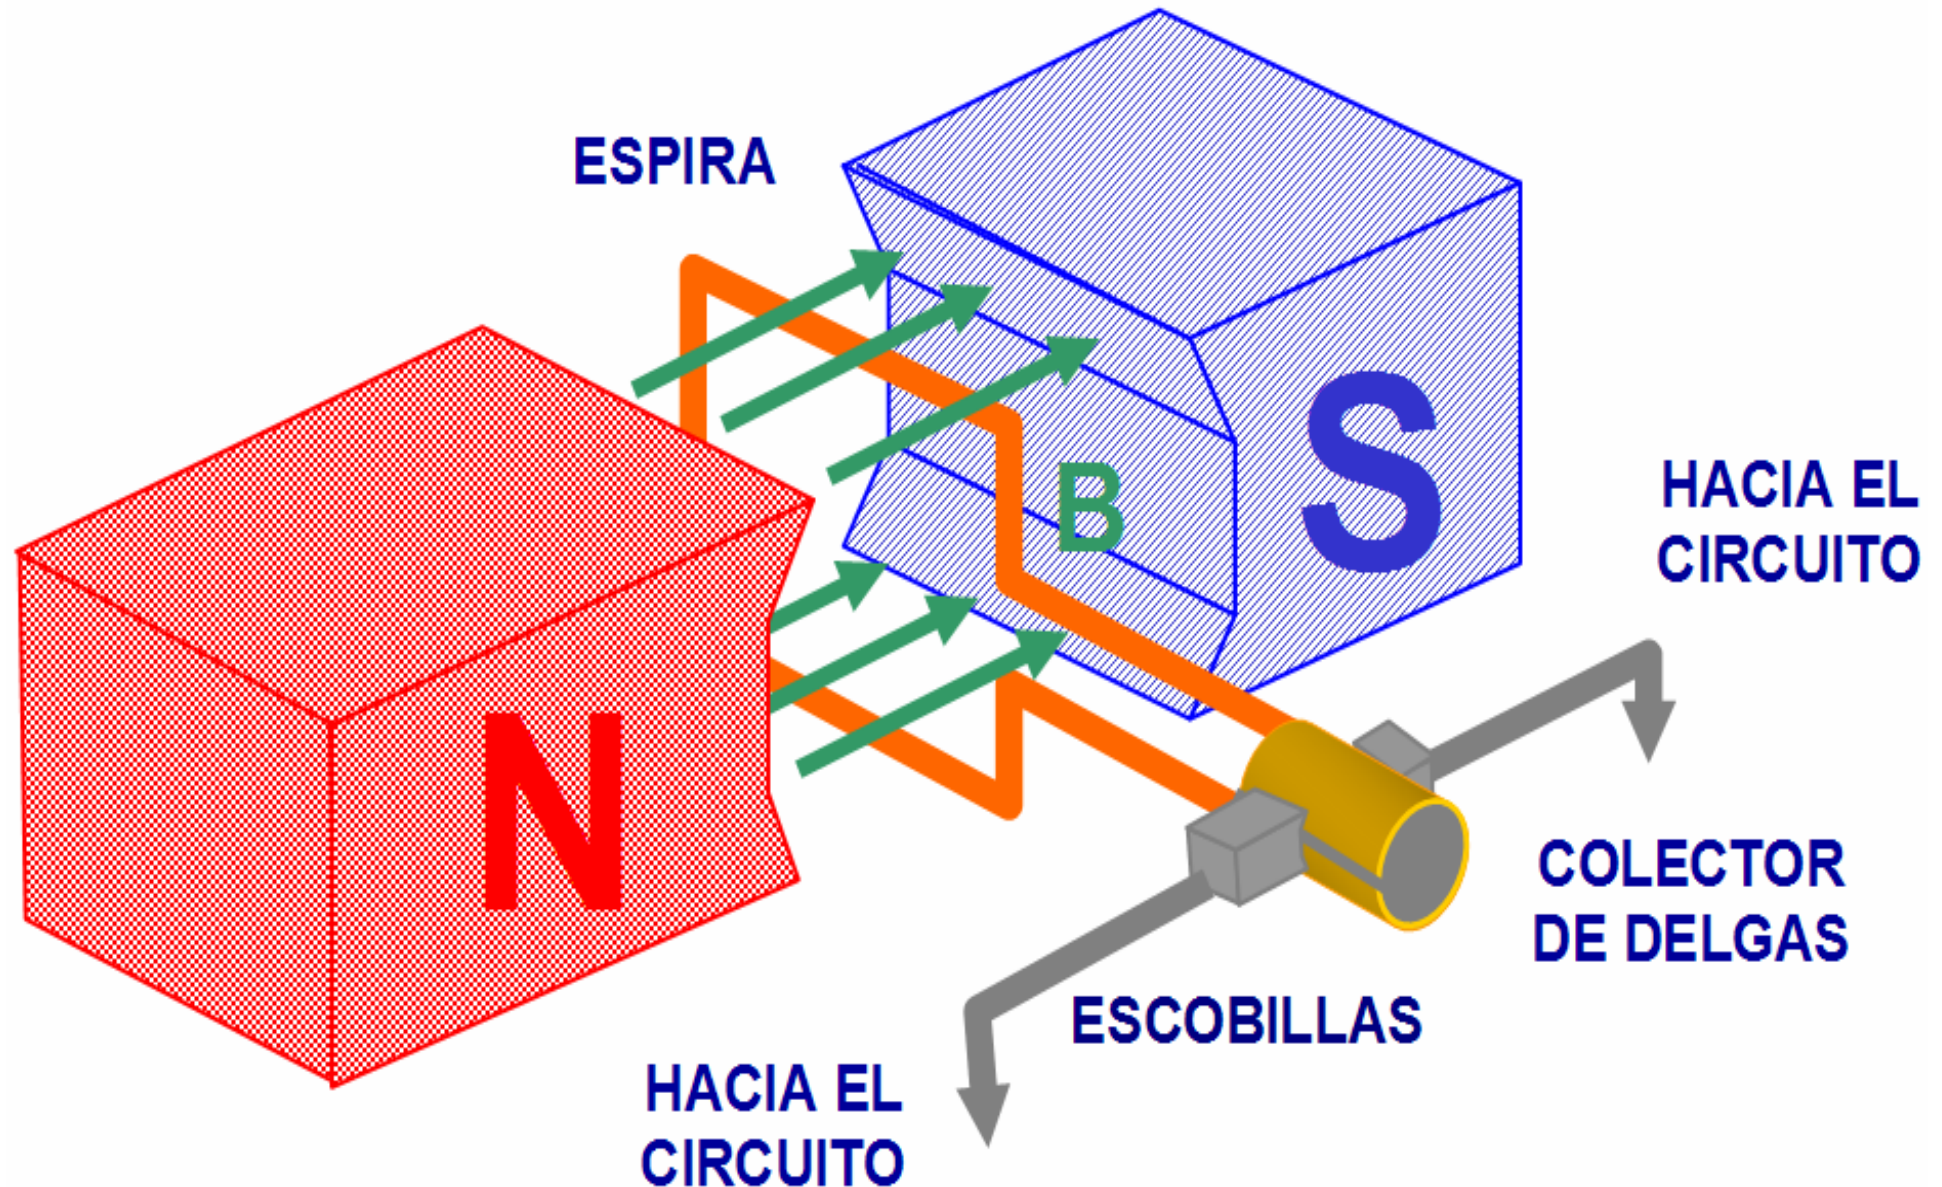 ESPIRA
S
B
HACIA EL
CIRCUITO
N
COLECTOR
DE DELGAS
ESCOBILLAS
HACIA EL
CIRCUITO